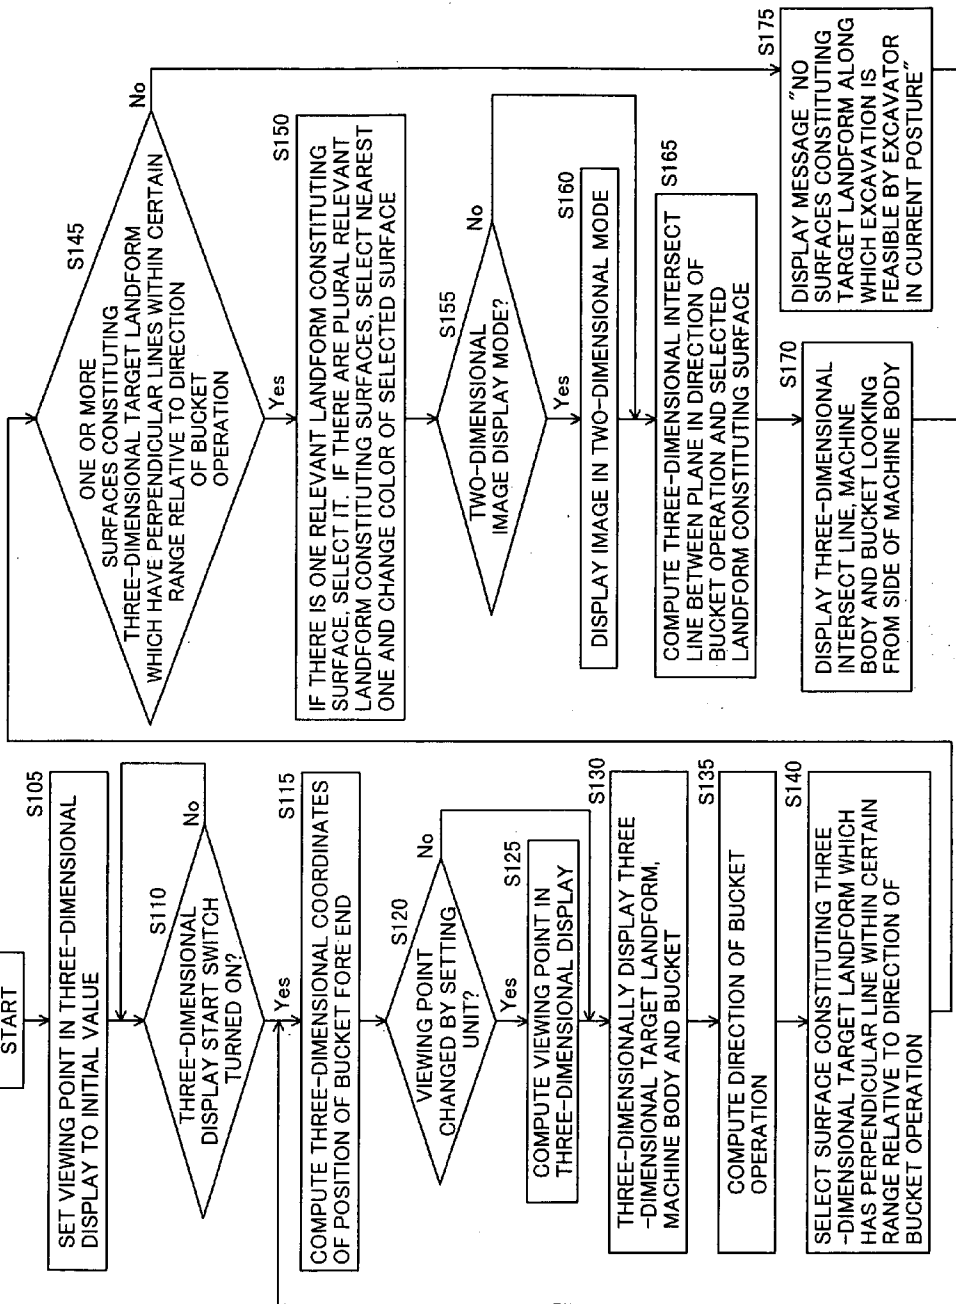 START
S105
SET VIEWING POINT IN THREE-DIMENSIONAL
DISPLAY TO INITIAL VALUE
S110
THREE-DIMENSIONAL
DISPLAY START SWITCH
TURNED ON?
No
Yes
S115
COMPUTE THREE-DIMENSIONAL COORDINATES
OF POSITION OF BUCKET FORE END
S120
VIEWING POINT
CHANGED BY SETTING
UNIT?
No
Yes
S125
COMPUTE VIEWING POINT IN
THREE-DIMENSIONAL DISPLAY
S130
THREE-DIMENSIONALLY DISPLAY THREE
-DIMENSIONAL TARGET LANDFORM,
MACHINE BODY AND BUCKET
S135
COMPUTE DIRECTION OF BUCKET
OPERATION
S140
SELECT SURFACE CONSTITUTING THREE
-DIMENSIONAL TARGET LANDFORM WHICH
HAS PERPENDICULAR LINE WITHIN CERTAIN
RANGE RELATIVE TO DIRECTION OF
BUCKET OPERATION
S145
ONE OR MORE
SURFACES CONSTITUTING
THREE-DIMENSIONAL TARGET LANDFORM
WHICH HAVE PERPENDICULAR LINES WITHIN CERTAIN
RANGE RELATIVE TO DIRECTION
OF BUCKET
OPERATION
No
Yes
S150
IF THERE IS ONE RELEVANT LANDFORM CONSTITUTING
SURFACE, SELECT IT. IF THERE ARE PLURAL RELEVANT
LANDFORM CONSTITUTING SURFACES, SELECT NEAREST
ONE AND CHANGE COLOR OF SELECTED SURFACE
S155
TWO-DIMENSIONAL
IMAGE DISPLAY MODE?
No
Yes
S160
DISPLAY IMAGE IN TWO-DIMENSIONAL MODE
S165
COMPUTE THREE-DIMENSIONAL INTERSECT
LINE BETWEEN PLANE IN DIRECTION OF
BUCKET OPERATION AND SELECTED
LANDFORM CONSTITUTING SURFACE
S170
DISPLAY THREE-DIMENSIONAL
INTERSECT LINE, MACHINE
BODY AND BUCKET LOOKING
FROM SIDE OF MACHINE BODY
S175
DISPLAY MESSAGE "NO
SURFACES CONSTITUTING
TARGET LANDFORM ALONG
WHICH EXCAVATION IS
FEASIBLE BY EXCAVATOR
IN CURRENT POSTURE"